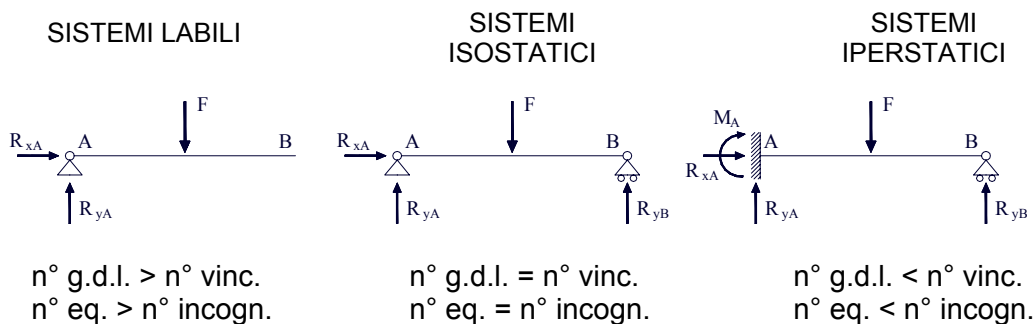 SISTEMI LABILI
n° g.d.l. > n° vinc.
n° eq. > n° incogn.
F
R xA
A
B
R yA
SISTEMI
ISOSTATICI
F
R xA
A
B
R yA
R yB
n° g.d.l. = n° vinc.
n° eq. = n° incogn.
SISTEMI
IPERSTATICI
F
M A
A
B
R xA
R yA
R yB
n° g.d.l. < n° vinc.
n° eq. < n° incogn.